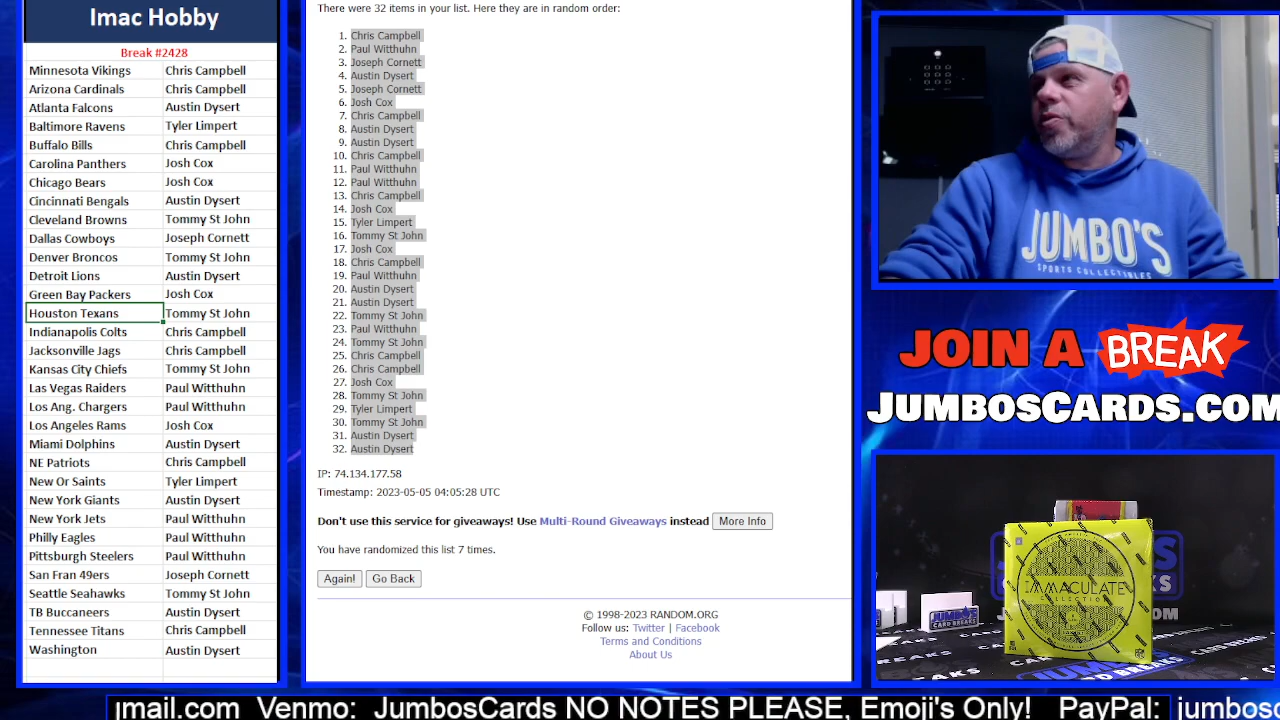 Imac Hobby
Break #2428
Minnesota Vikings Chris Campbell
Arizona Cardinals Chris Campbell
Atlanta Falcons Austin Dysert
Baltimore Ravens Tyler Limpert
Buffalo Bills Chris Campbell
Carolina Panthers Josh Cox
Chicago Bears Josh Cox
Cincinnati Bengals Austin Dysert
Cleveland Browns Tommy St John
Dallas Cowboys Joseph Cornett
Denver Broncos Tommy St John
Detroit Lions Austin Dysert
Green Bay Packers Josh Cox
Houston Texans Tommy St John
Indianapolis Colts Chris Campbell
Jacksonville Jags Chris Campbell
Kansas City Chiefs Tommy St John
Las Vegas Raiders Paul Witthuhn
Los Ang. Chargers Paul Witthuhn
Los Angeles Rams Josh Cox
Miami Dolphins Austin Dysert
NE Patriots Chris Campbell
New Or Saints Tyler Limpert
New York Giants Austin Dysert
New York Jets Paul Witthuhn
Philly Eagles Paul Witthuhn
Pittsburgh Steelers Paul Witthuhn
San Fran 49ers Joseph Cornett
Seattle Seahawks Tommy St John
TB Buccaneers Austin Dysert
Tennessee Titans Chris Campbell
Washington Austin Dysert
There were 32 items in your list. Here they are in random order:
1. Chris Campbell
2. Paul Witthuhn
3. Joseph Cornett
4. Austin Dysert
5. Joseph Cornett
6. Josh Cox
7. Chris Campbell
8. Austin Dysert
9. Austin Dysert
10. Chris Campbell
11. Paul Witthuhn
12. Paul Witthuhn
13. Chris Campbell
14. Josh Cox
15. Tyler Limpert
16. Tommy St John
17. Josh Cox
18. Chris Campbell
19. Paul Witthuhn
20. Austin Dysert
21. Austin Dysert
22. Tommy St John
23. Paul Witthuhn
24. Tommy St John
25. Chris Campbell
26. Chris Campbell
27. Josh Cox
28. Tommy St John
29. Tyler Limpert
30. Tommy St John
31. Austin Dysert
32. Austin Dysert
IP: 74.134.177.58
Timestamp: 2023-05-05 04:05:28 UTC
Don't use this service for giveaways! Use Multi-Round Giveaways instead More Info
You have randomized this list 7 times.
Again! Go Back
© 1998-2023 RANDOM.ORG
Follow us: Twitter | Facebook
Terms and Conditions
About Us
JUMBO'S
SPORTS COLLECTIBLES
JOIN A BREAK
JUMBOSCARDS.COM
IMMACULATE
COLLECTION
jmail.com Venmo: JumbosCards NO NOTES PLEASE, Emoji's Only! PayPal: jumbosc